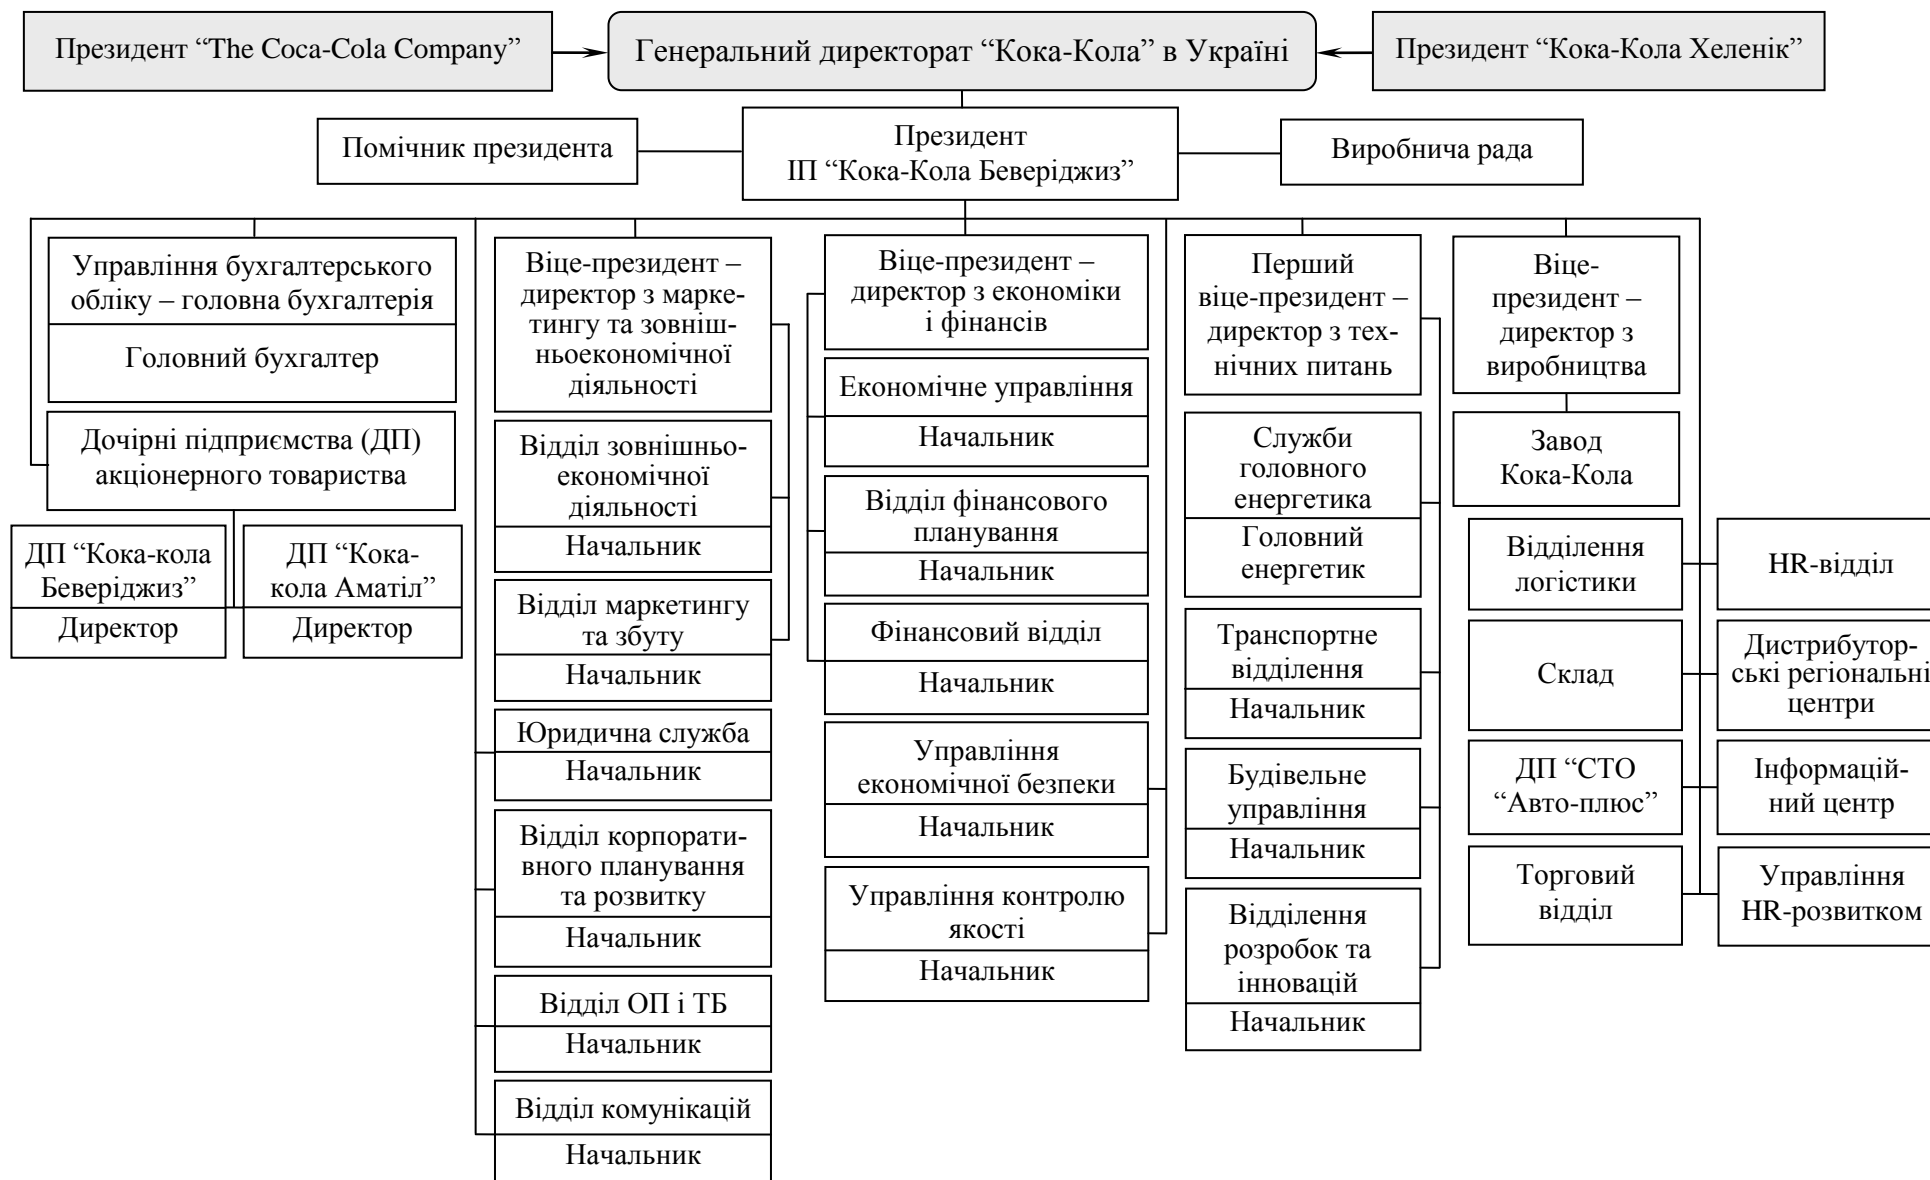 Президент “The Coca-Cola Company”
Генеральний директорат “Кока-Кола” в Україні
Президент “Кока-Кола Хеленік”
Помічник президента
Президент
ІП “Кока-Кола Беверіджиз”
Виробнича рада
Управління бухгалтерського
обліку – головна бухгалтерія
Головний бухгалтер
Дочірні підприємства (ДП)
акціонерного товариства
ДП “Кока-кола
Беверіджиз”
Директор
ДП “Кока-
кола Аматіл”
Директор
Віце-президент –
директор з марке-
тингу та зовніш-
ньоекономічної
діяльності
Відділ зовнішньо-
економічної
діяльності
Начальник
Відділ маркетингу
та збуту
Начальник
Юридична служба
Начальник
Відділ корпорати-
вного планування
та розвитку
Начальник
Відділ ОП і ТБ
Начальник
Відділ комунікацій
Начальник
Віце-президент –
директор з економіки
і фінансів
Економічне управління
Начальник
Відділ фінансового
планування
Начальник
Фінансовий відділ
Начальник
Управління
економічної безпеки
Начальник
Управління контролю
якості
Начальник
Перший
віце-президент –
директор з тех-
нічних питань
Служби
головного
енергетика
Головний
енергетик
Транспортне
відділення
Начальник
Будівельне
управління
Начальник
Відділення
розробок та
інновацій
Начальник
Віце-
президент –
директор з
виробництва
Завод
Кока-Кола
Відділення
логістики
Склад
ДП “СТО
“Авто-плюс”
Торговий
відділ
HR-відділ
Дистрибутор-
ські регіональні
центри
Інформацій-
ний центр
Управління
HR-розвитком